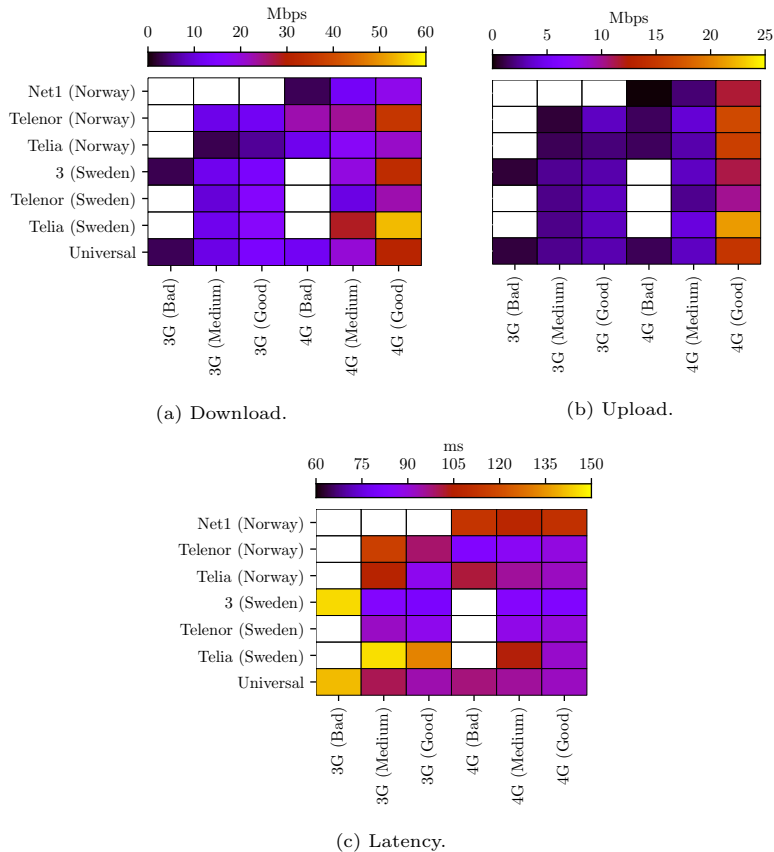 Mbps
0 10 20 30 40 50 60
Net1 (Norway)
Telenor (Norway)
Telia (Norway)
3 (Sweden)
Telenor (Sweden)
Telia (Sweden)
Universal
3G (Bad)
3G (Medium)
3G (Good)
4G (Bad)
4G (Medium)
4G (Good)
(a) Download.
Mbps
0 5 10 15 20 25
3G (Bad)
3G (Medium)
3G (Good)
4G (Bad)
4G (Medium)
4G (Good)
(b) Upload.
ms
60 75 90 105 120 135 150
Net1 (Norway)
Telenor (Norway)
Telia (Norway)
3 (Sweden)
Telenor (Sweden)
Telia (Sweden)
Universal
3G (Bad)
3G (Medium)
3G (Good)
4G (Bad)
4G (Medium)
4G (Good)
(c) Latency.